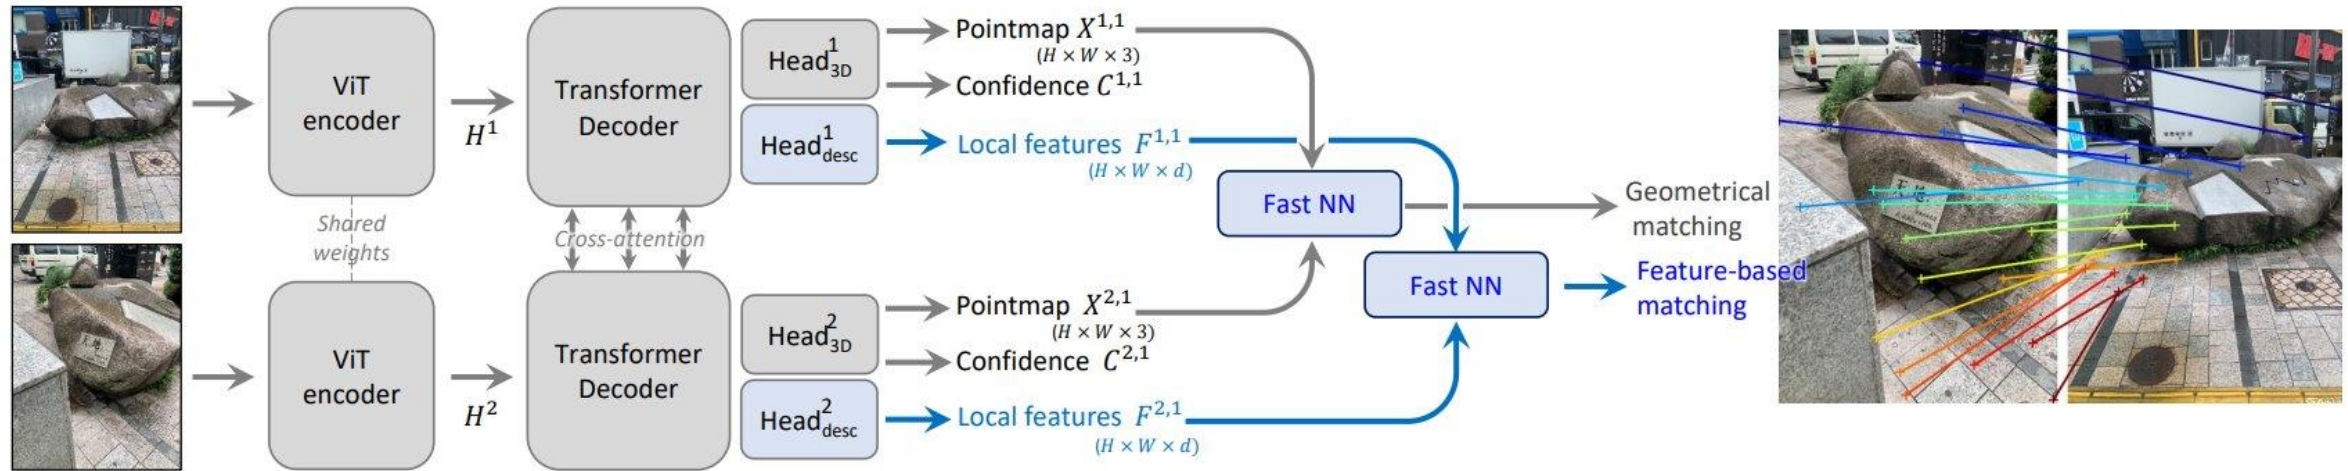 ViT
encoder
H¹
Transformer
Decoder
Head¹3D
Head¹desc
Pointmap X¹,¹
(H × W × 3)
Confidence C¹,¹
Local features F¹,¹
(H × W × d)
Shared
weights
Cross-attention
Fast NN
Geometrical
matching
Fast NN
Feature-based
matching
ViT
encoder
H²
Transformer
Decoder
Head²3D
Head²desc
Pointmap X²,¹
(H × W × 3)
Confidence C²,¹
Local features F²,¹
(H × W × d)